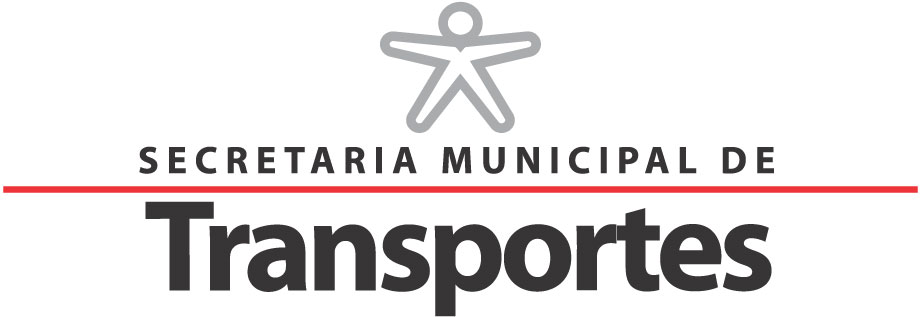 SECRETARIA MUNICIPAL DE
Transportes